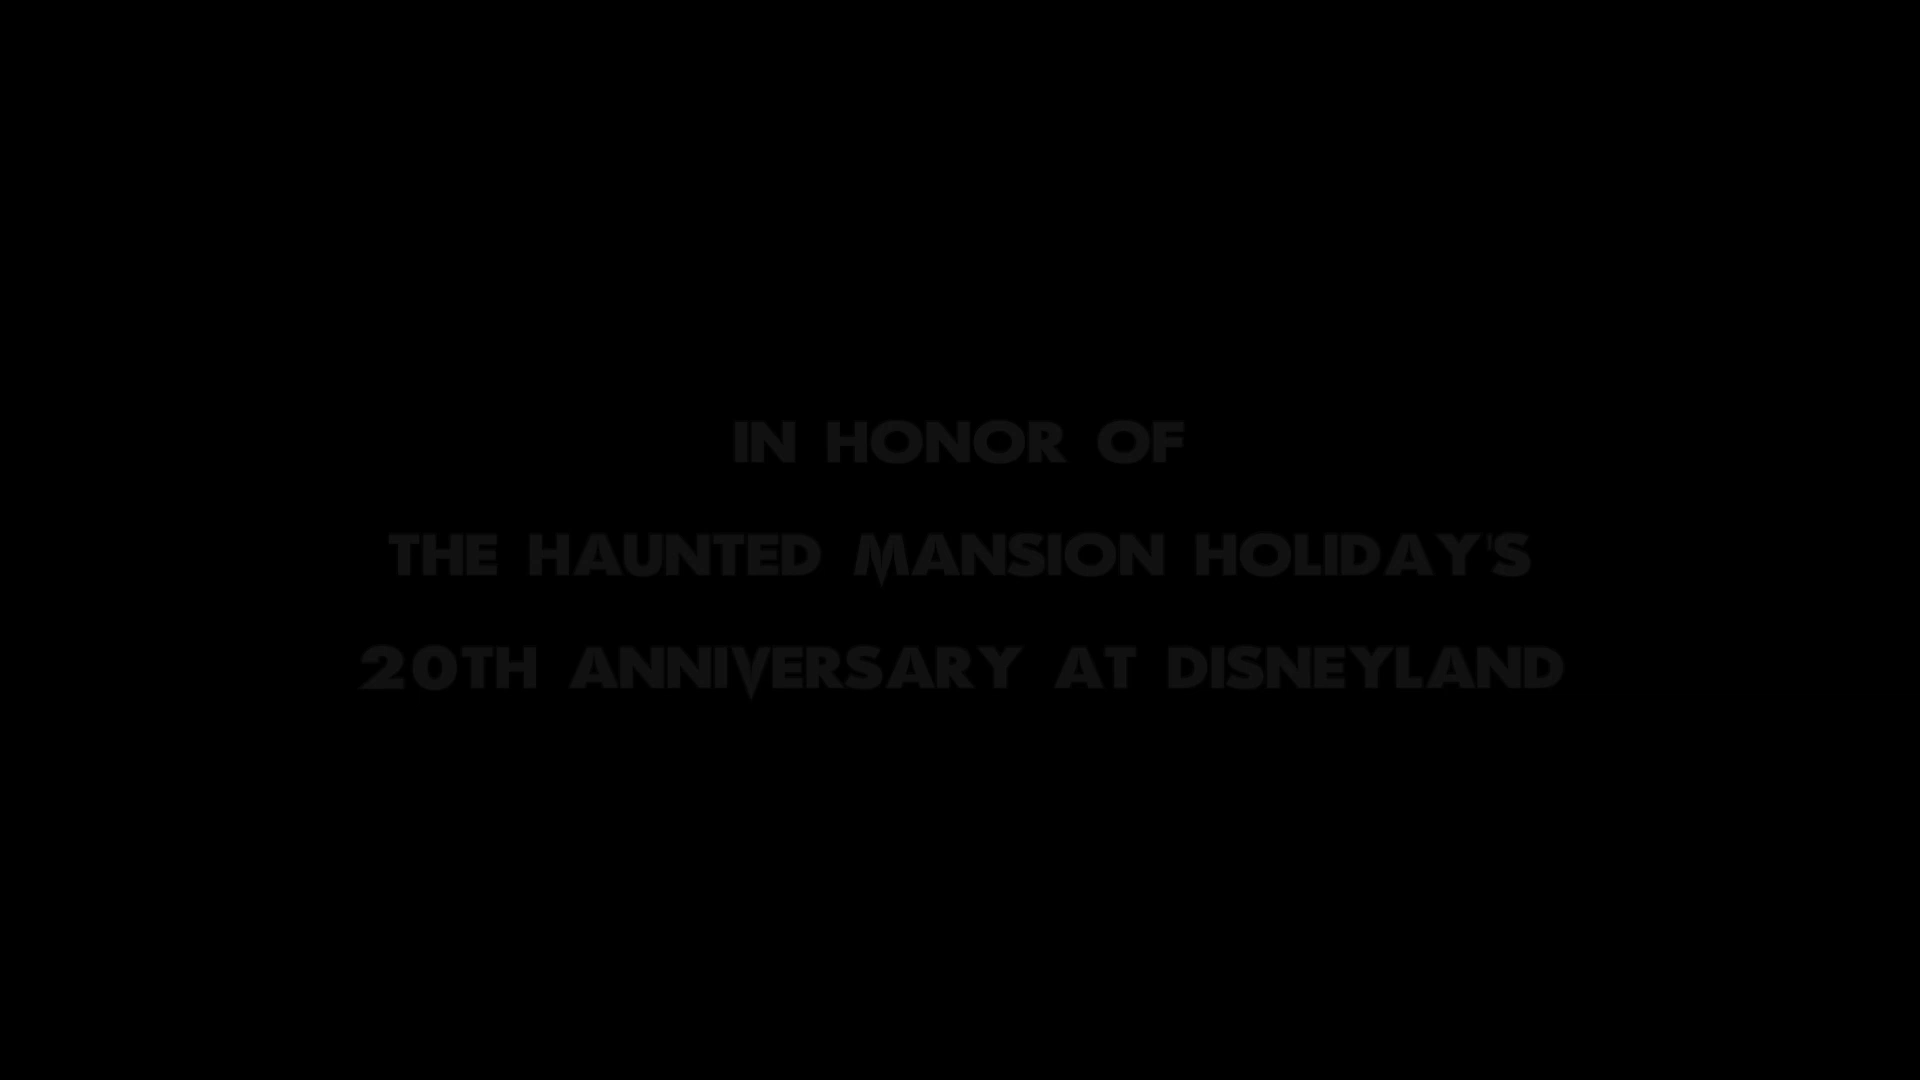 IN HONOR OF
THE HAUNTED MANSION HOLIDAY'S
20TH ANNIVERSARY AT DISNEYLAND